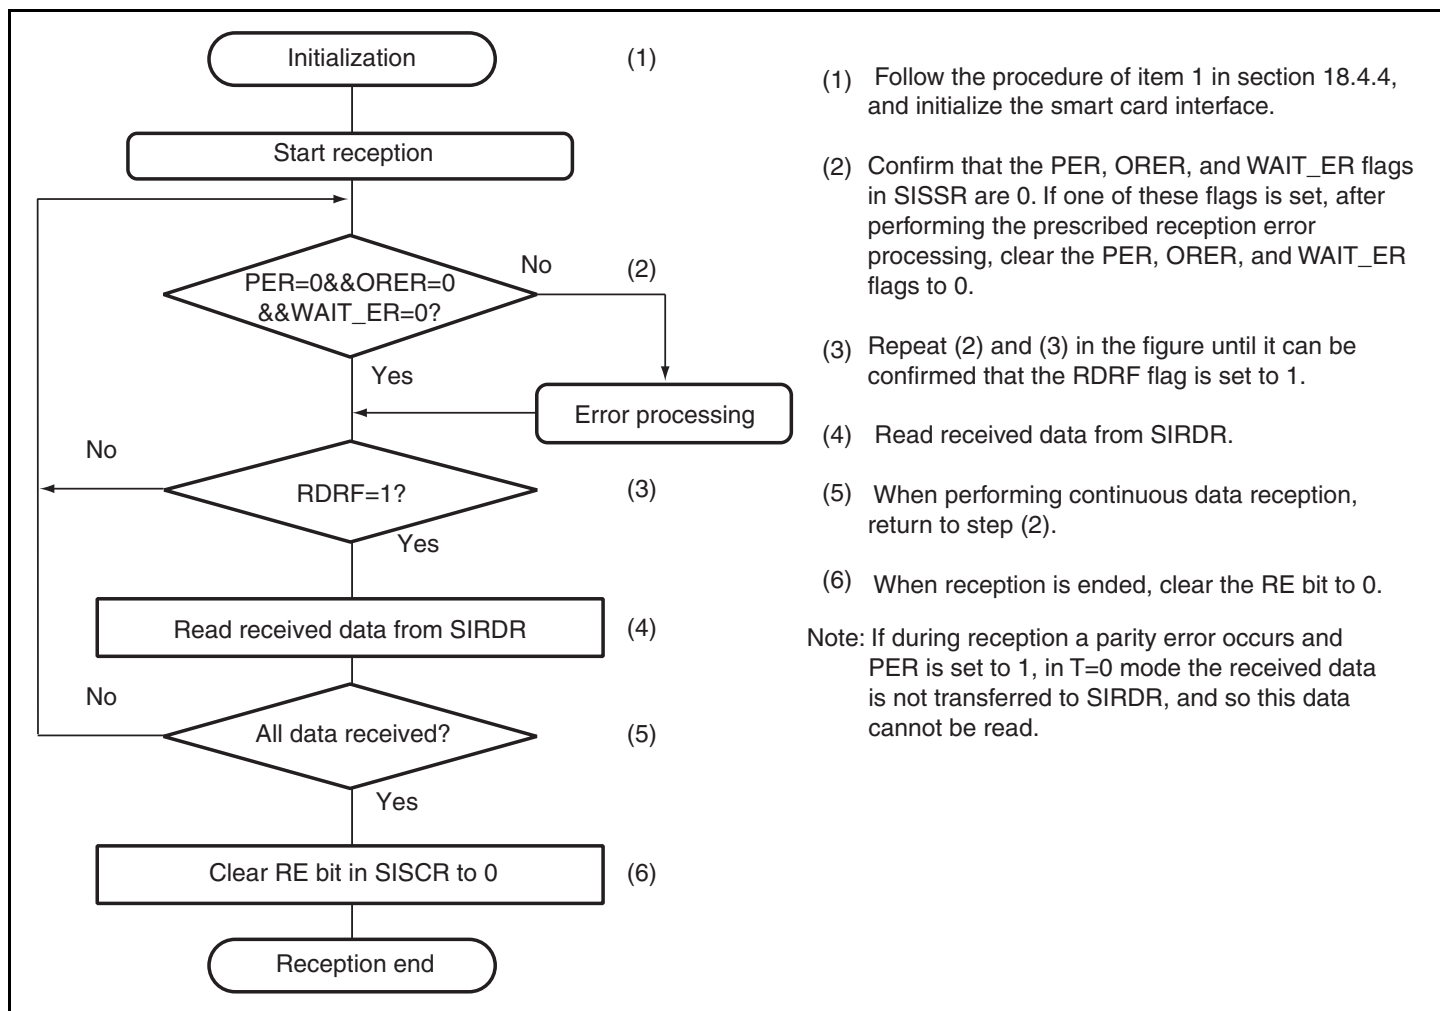 Initialization
(1)
Start reception
PER=0&&ORER=0
&&WAIT_ER=0?
No
(2)
Yes
Error processing
No
RDRF=1?
(3)
Yes
Read received data from SIRDR
(4)
No
All data received?
(5)
Yes
Clear RE bit in SISCR to 0
(6)
Reception end
(1) Follow the procedure of item 1 in section 18.4.4,
and initialize the smart card interface.
(2) Confirm that the PER, ORER, and WAIT_ER flags
in SISSR are 0. If one of these flags is set, after
performing the prescribed reception error
processing, clear the PER, ORER, and WAIT_ER
flags to 0.
(3) Repeat (2) and (3) in the figure until it can be
confirmed that the RDRF flag is set to 1.
(4) Read received data from SIRDR.
(5) When performing continuous data reception,
return to step (2).
(6) When reception is ended, clear the RE bit to 0.
Note: If during reception a parity error occurs and
PER is set to 1, in T=0 mode the received data
is not transferred to SIRDR, and so this data
cannot be read.